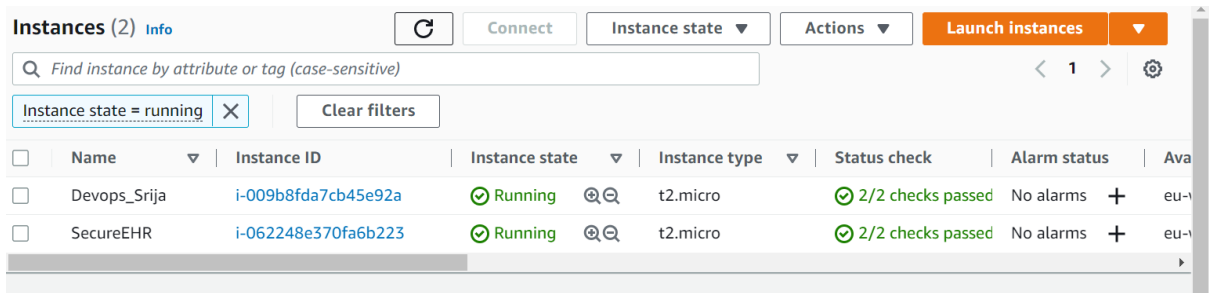 Instances (2) Info Connect Instance state Actions Launch instances
Find instance by attribute or tag (case-sensitive) 1
Instance state = running Clear filters
Name Instance ID Instance state Instance type Status check Alarm status Ava
Devops_Srija i-009b8fda7cb45e92a Running t2.micro 2/2 checks passed No alarms eu-
SecureEHR i-062248e370fa6b223 Running t2.micro 2/2 checks passed No alarms eu-